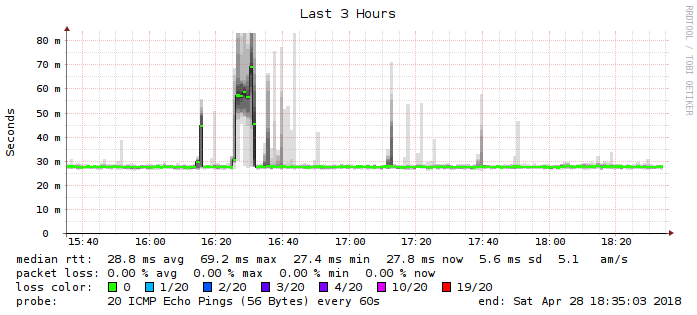 Last 3 Hours
RRDTOOL / TOBI OETIKER
Seconds
80 m
70 m
60 m
50 m
40 m
30 m
20 m
10 m
0
15:40 16:00 16:20 16:40 17:00 17:20 17:40 18:00 18:20
median rtt: 28.8 ms avg 69.2 ms max 27.4 ms min 27.8 ms now 5.6 ms sd 5.1 am/s
packet loss: 0.00 % avg 0.00 % max 0.00 % min 0.00 % now
loss color: 0 1/20 2/20 3/20 4/20 10/20 19/20
probe: 20 ICMP Echo Pings (56 Bytes) every 60s end: Sat Apr 28 18:35:03 2018